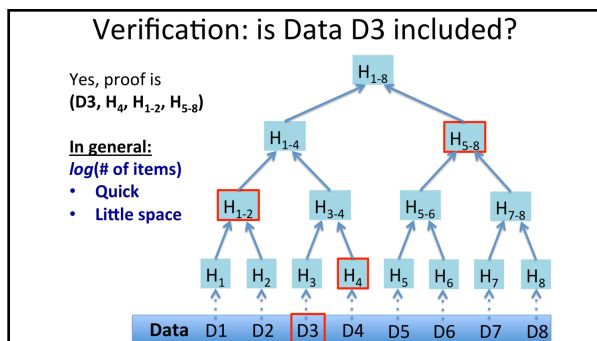 Verification: is Data D3 included?
Yes, proof is
(D3, H4, H1-2, H5-8)
In general:
log(# of items)
• Quick
• Little space
H1-8
H1-4 H5-8
H1-2 H3-4 H5-6 H7-8
H1 H2 H3 H4 H5 H6 H7 H8
Data D1 D2 D3 D4 D5 D6 D7 D8